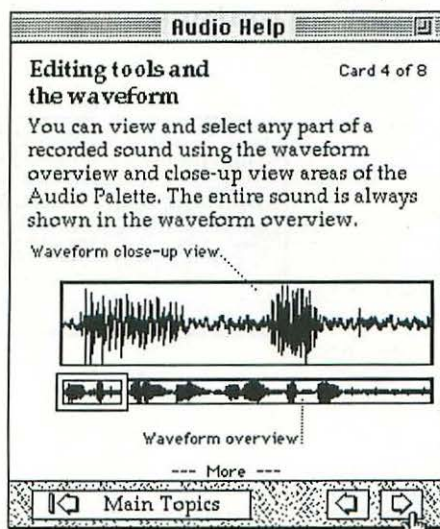 Audio Help
Editing tools and
Card 4 of 8
the waveform
You can view and select any part of a
recorded sound using the waveform
overview and close-up view areas of the
Audio Palette. The entire sound is always
shown in the waveform overview.
Waveform close-up view
Waveform overview
--- More ---
Main Topics